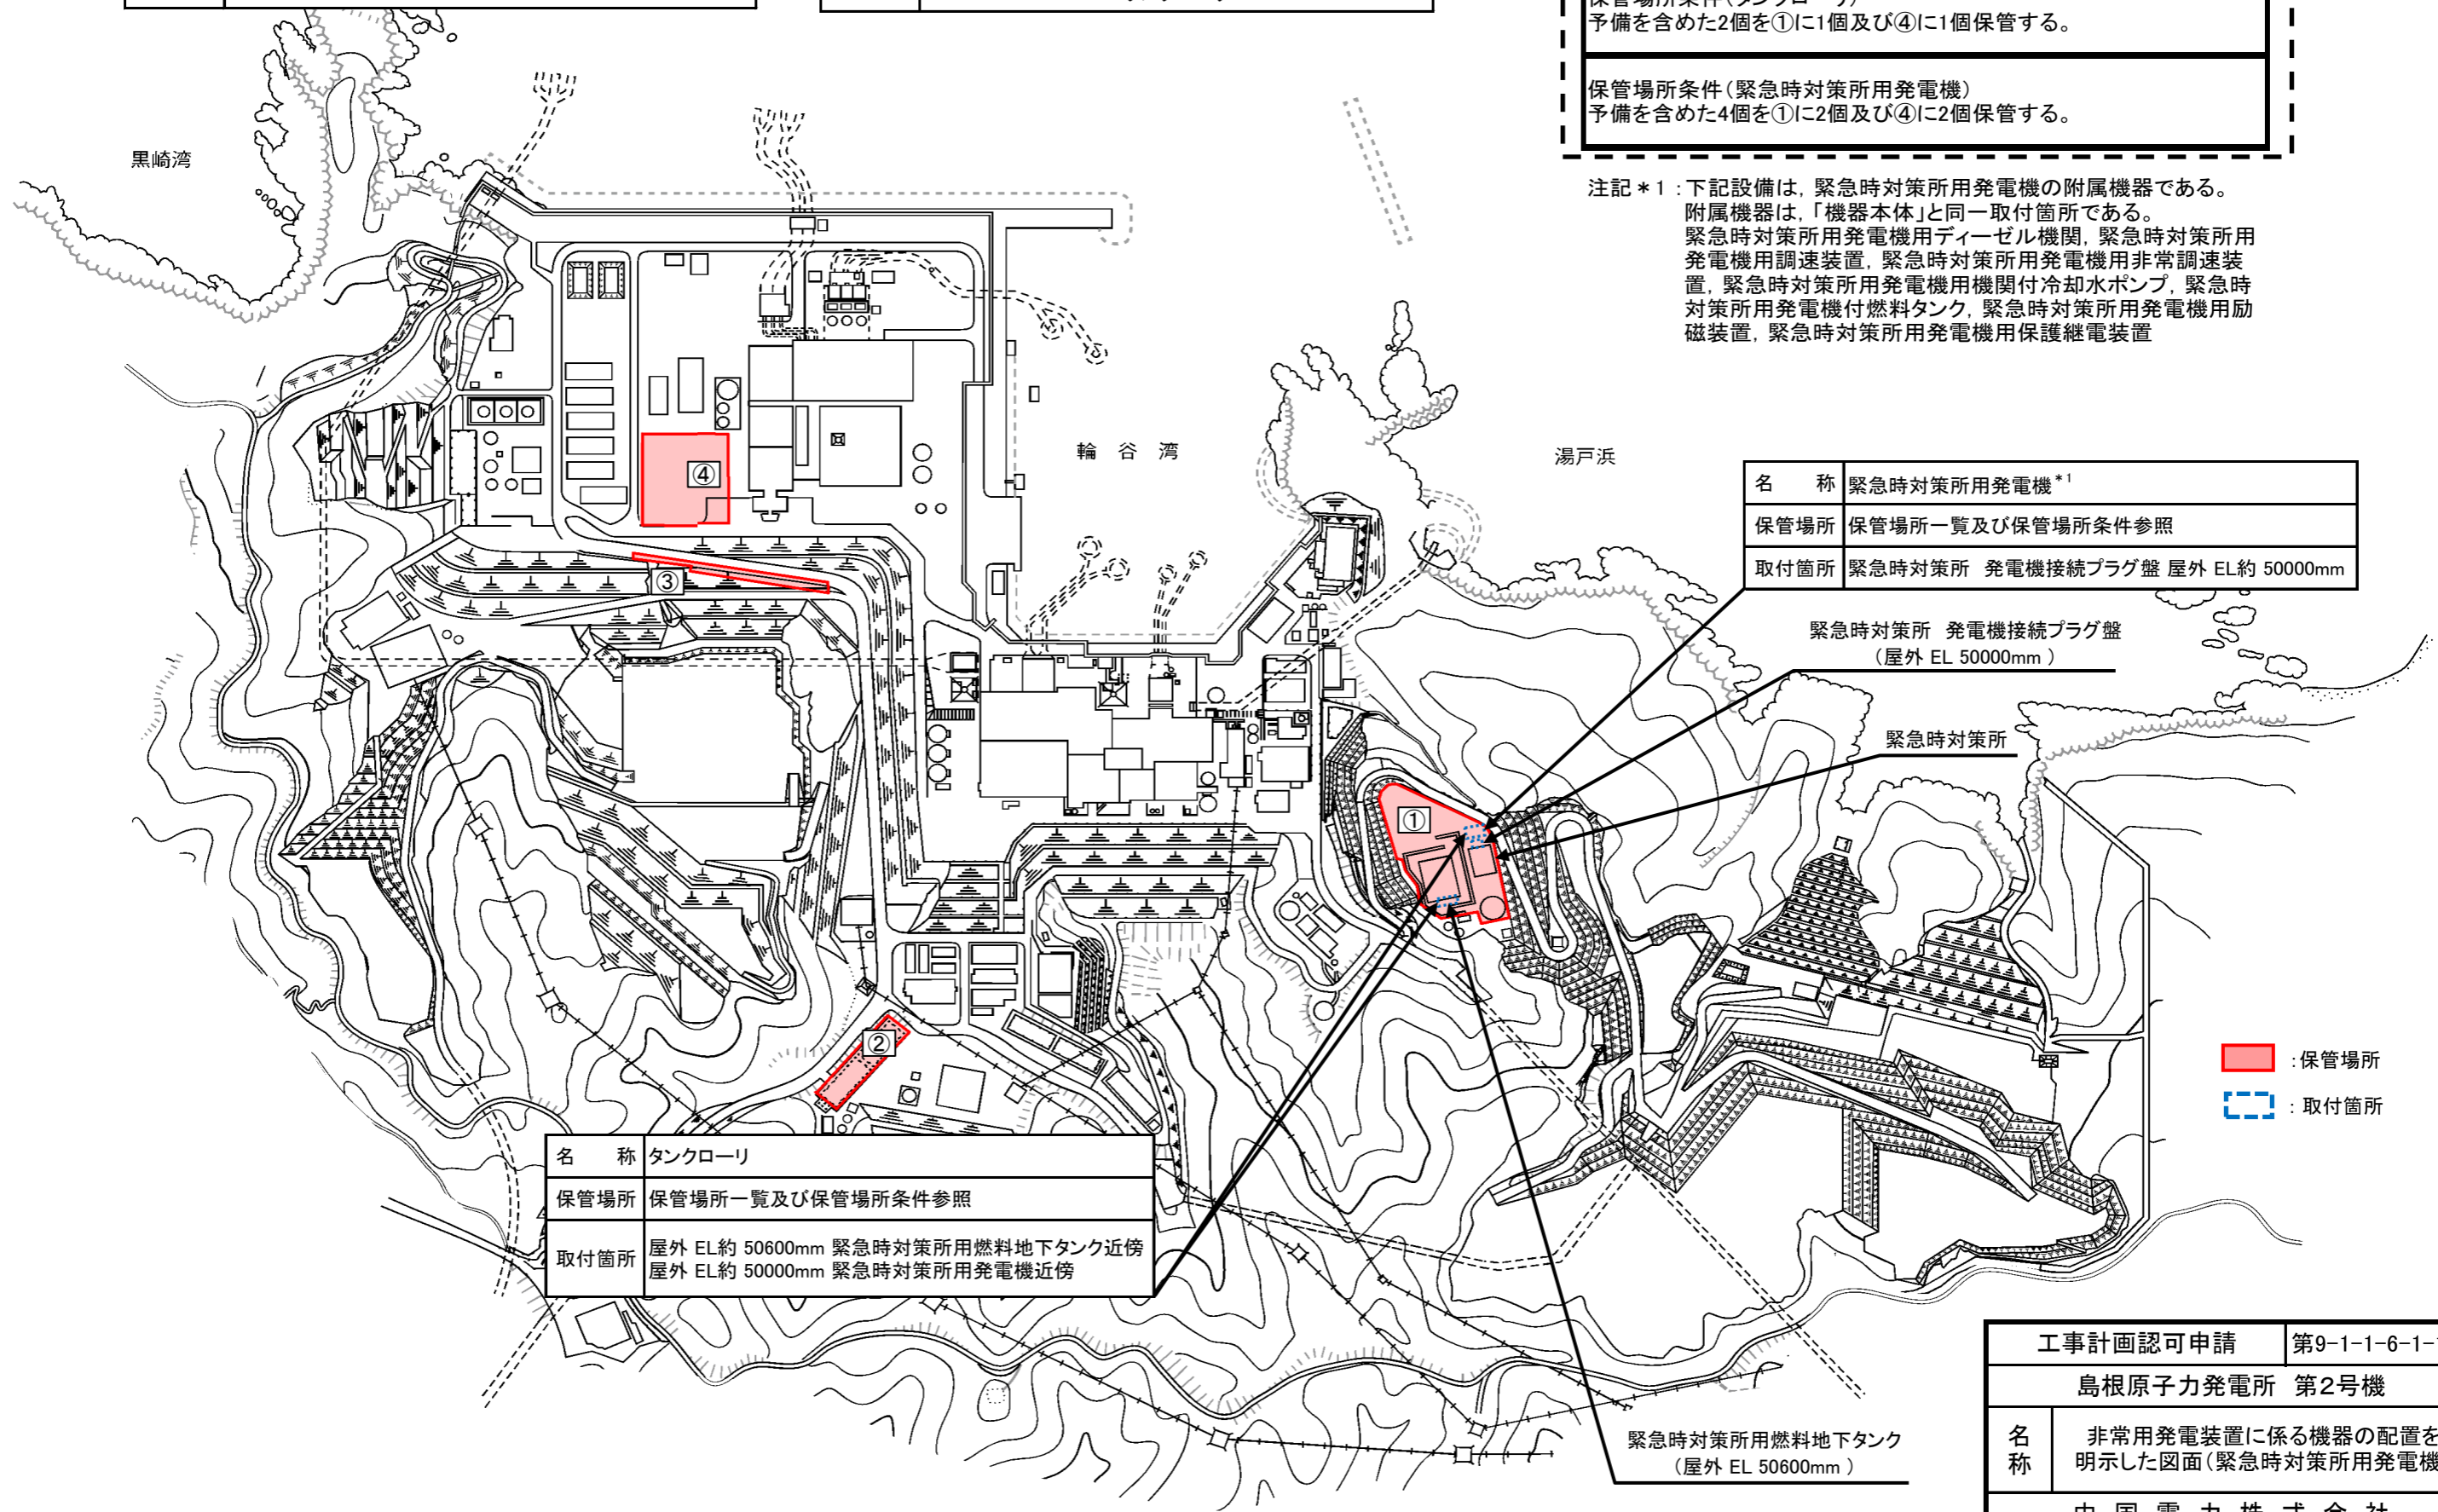 予備を含めた2個を①に1個及び④に1個保管する。
保管場所条件(緊急時対策所用発電機)
予備を含めた4個を①に2個及び④に2個保管する。
注記＊1：下記設備は，緊急時対策所用発電機の附属機器である。
附属機器は，「機器本体」と同一取付箇所である。
緊急時対策所用発電機用ディーゼル機関，緊急時対策所用
発電機用調速装置，緊急時対策所用発電機用非常調速装
置，緊急時対策所用発電機用機関付冷却水ポンプ，緊急時
対策所用発電機付燃料タンク，緊急時対策所用発電機用励
磁装置，緊急時対策所用発電機用保護継電装置
黒崎湾
輪谷湾
湯戸浜
④
③
①
②
名　称 緊急時対策所用発電機＊1
保管場所 保管場所一覧及び保管場所条件参照
取付箇所 緊急時対策所 発電機接続プラグ盤 屋外 EL約 50000mm
緊急時対策所 発電機接続プラグ盤
(屋外 EL 50000mm )
緊急時対策所
:保管場所
:取付箇所
名　称 タンクローリ
保管場所 保管場所一覧及び保管場所条件参照
取付箇所 屋外 EL約 50600mm 緊急時対策所用燃料地下タンク近傍
屋外 EL約 50000mm 緊急時対策所用発電機近傍
緊急時対策所用燃料地下タンク
(屋外 EL 50600mm )
工事計画認可申請 第9-1-1-6-1-
島根原子力発電所 第2号機
名称 非常用発電装置に係る機器の配置を
明示した図面(緊急時対策所用発電機
中国電力株式会社